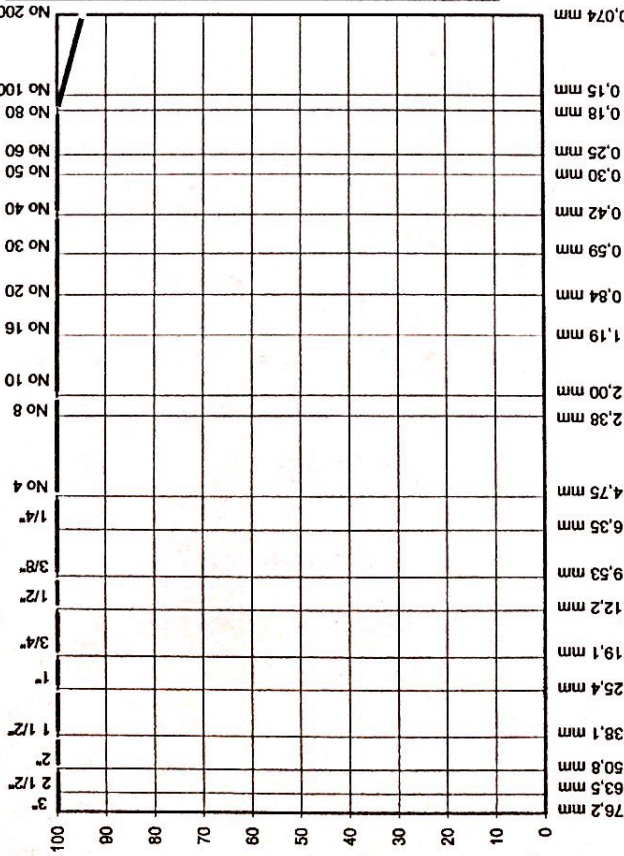 0 10 20 30 40 50 60 70 80 90 100
76,2 mm 3"
63,5 mm 2 1/2"
50,8 mm 2"
38,1 mm 1 1/2"
25,4 mm 1"
19,1 mm 3/4"
12,2 mm 1/2"
9,53 mm 3/8"
6,35 mm 1/4"
4,75 mm No 4
2,38 mm No 8
2,00 mm No 10
1,19 mm No 16
0,84 mm No 20
0,59 mm No 30
0,42 mm No 40
0,30 mm No 50
0,25 mm No 60
0,18 mm No 80
0,15 mm No 100
0,074 mm No 200